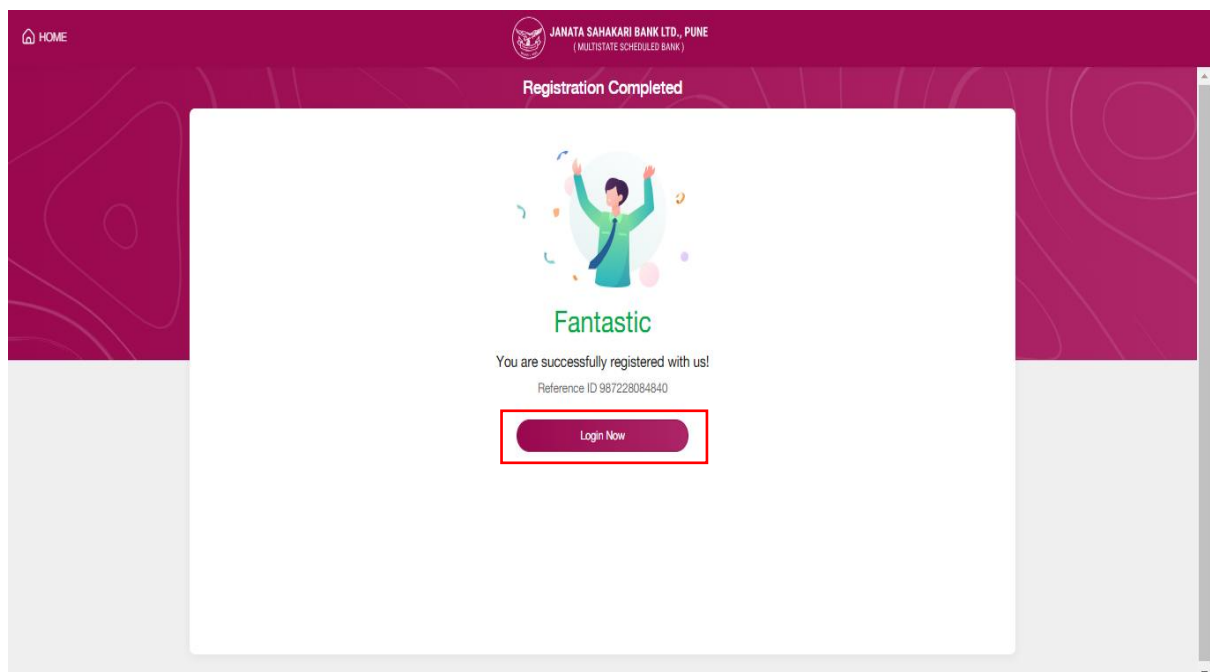 HOME
JANATA SAHAKARI BANK LTD., PUNE
( MULTISTATE SCHEDULED BANK )
Registration Completed
Fantastic
You are successfully registered with us!
Reference ID 987228084840
Login Now